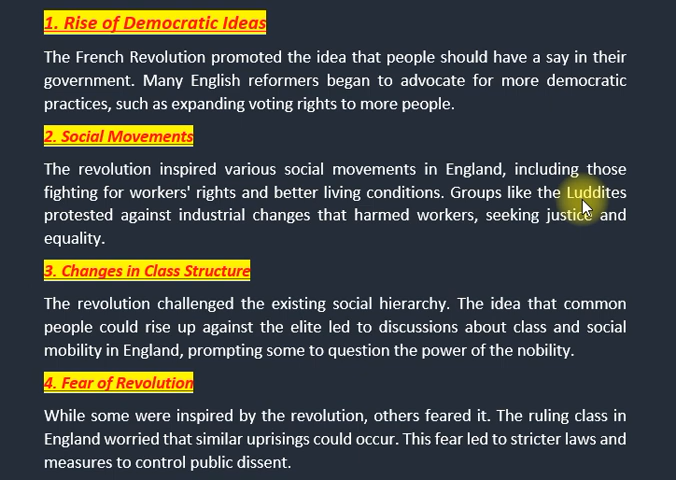 1. Rise of Democratic Ideas
The French Revolution promoted the idea that people should have a say in their
government. Many English reformers began to advocate for more democratic
practices, such as expanding voting rights to more people.
2. Social Movements
The revolution inspired various social movements in England, including those
fighting for workers' rights and better living conditions. Groups like the Luddites
protested against industrial changes that harmed workers, seeking justice and
equality.
3. Changes in Class Structure
The revolution challenged the existing social hierarchy. The idea that common
people could rise up against the elite led to discussions about class and social
mobility in England, prompting some to question the power of the nobility.
4. Fear of Revolution
While some were inspired by the revolution, others feared it. The ruling class in
England worried that similar uprisings could occur. This fear led to stricter laws and
measures to control public dissent.